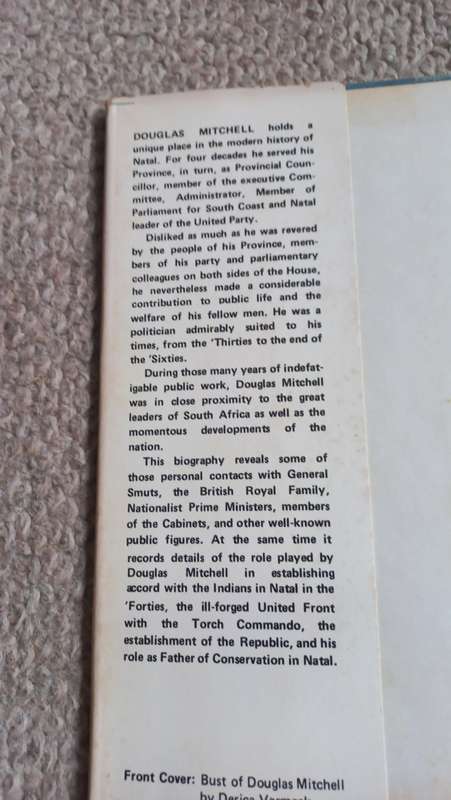 DOUGLAS MITCHELL holds a
unique place in the modern history of
Natal. For four decades he served his
Province, in turn, as Provincial Coun-
cillor, member of the executive Com-
mittee, Administrator, Member of
Parliament for South Coast and Natal
leader of the United Party.
Disliked as much as he was revered
by the people of his Province, mem-
bers of his party and parliamentary
colleagues on both sides of the House,
he nevertheless made a considerable
contribution to public life and the
welfare of his fellow men. He was a
politician admirably suited to his
times, from the 'Thirties to the end of
the 'Sixties.
During those many years of indefat-
igable public work, Douglas Mitchell
was in close proximity to the great
leaders of South Africa as well as the
momentous developments of the
nation.
This biography reveals some of
those personal contacts with General
Smuts, the British Royal Family,
Nationalist Prime Ministers, members
of the Cabinets, and other well-known
public figures. At the same time it
records details of the role played by
Douglas Mitchell in establishing
accord with the Indians in Natal in the
'Forties, the ill-forged United Front
with the Torch Commando, the
establishment of the Republic, and his
role as Father of Conservation in Natal.
Front Cover: Bust of Douglas Mitchell
by